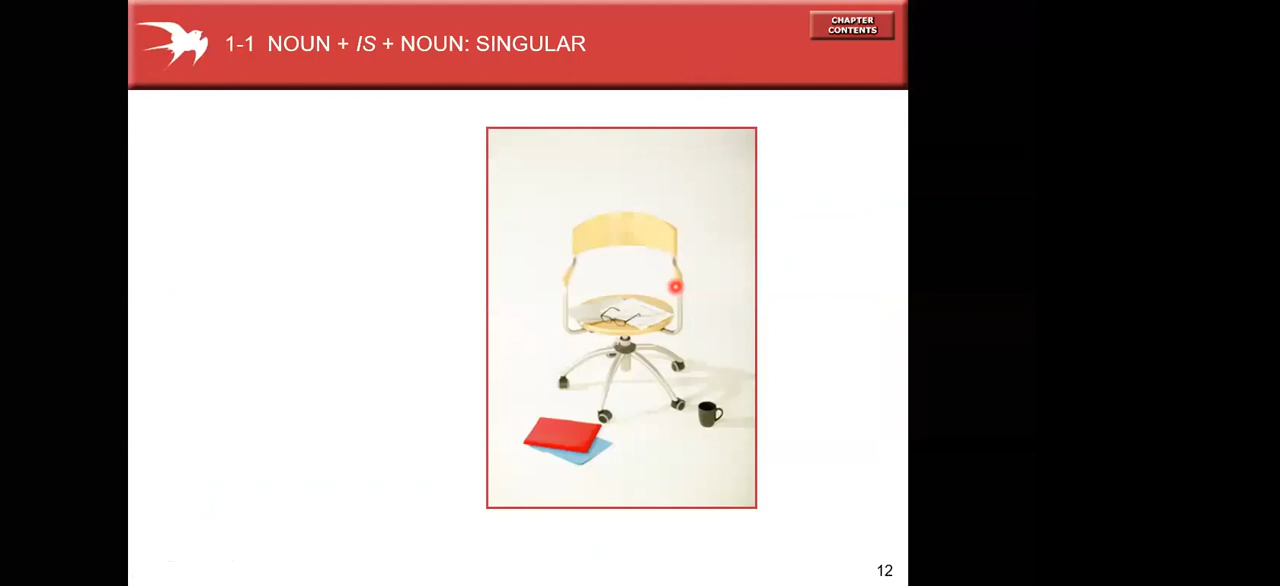 1-1 NOUN + IS + NOUN: SINGULAR
CHAPTER
CONTENTS
12